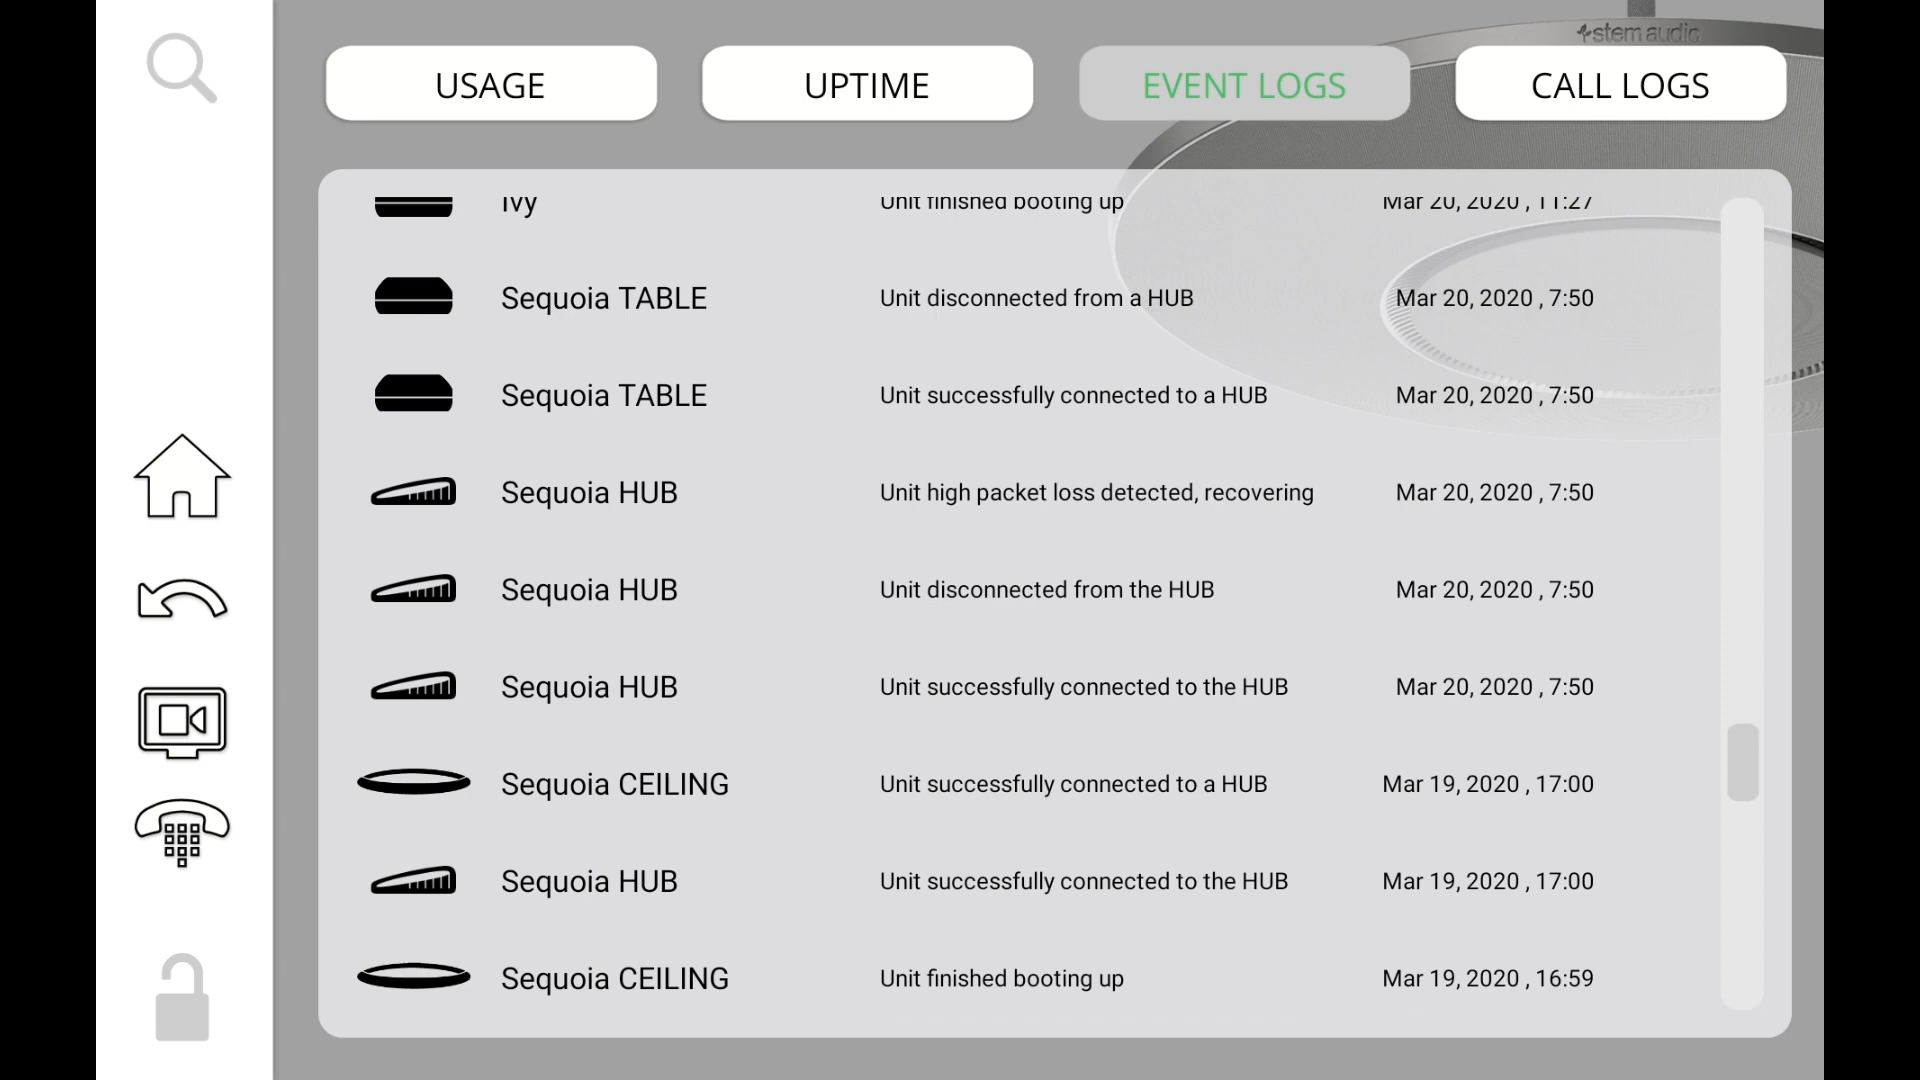 stem audio
USAGE UPTIME EVENT LOGS CALL LOGS
Ivy Unit finished booting up Mar 20, 2020 , 11:27
Sequoia TABLE Unit disconnected from a HUB Mar 20, 2020 , 7:50
Sequoia TABLE Unit successfully connected to a HUB Mar 20, 2020 , 7:50
Sequoia HUB Unit high packet loss detected, recovering Mar 20, 2020 , 7:50
Sequoia HUB Unit disconnected from the HUB Mar 20, 2020 , 7:50
Sequoia HUB Unit successfully connected to the HUB Mar 20, 2020 , 7:50
Sequoia CEILING Unit successfully connected to a HUB Mar 19, 2020 , 17:00
Sequoia HUB Unit successfully connected to the HUB Mar 19, 2020 , 17:00
Sequoia CEILING Unit finished booting up Mar 19, 2020 , 16:59